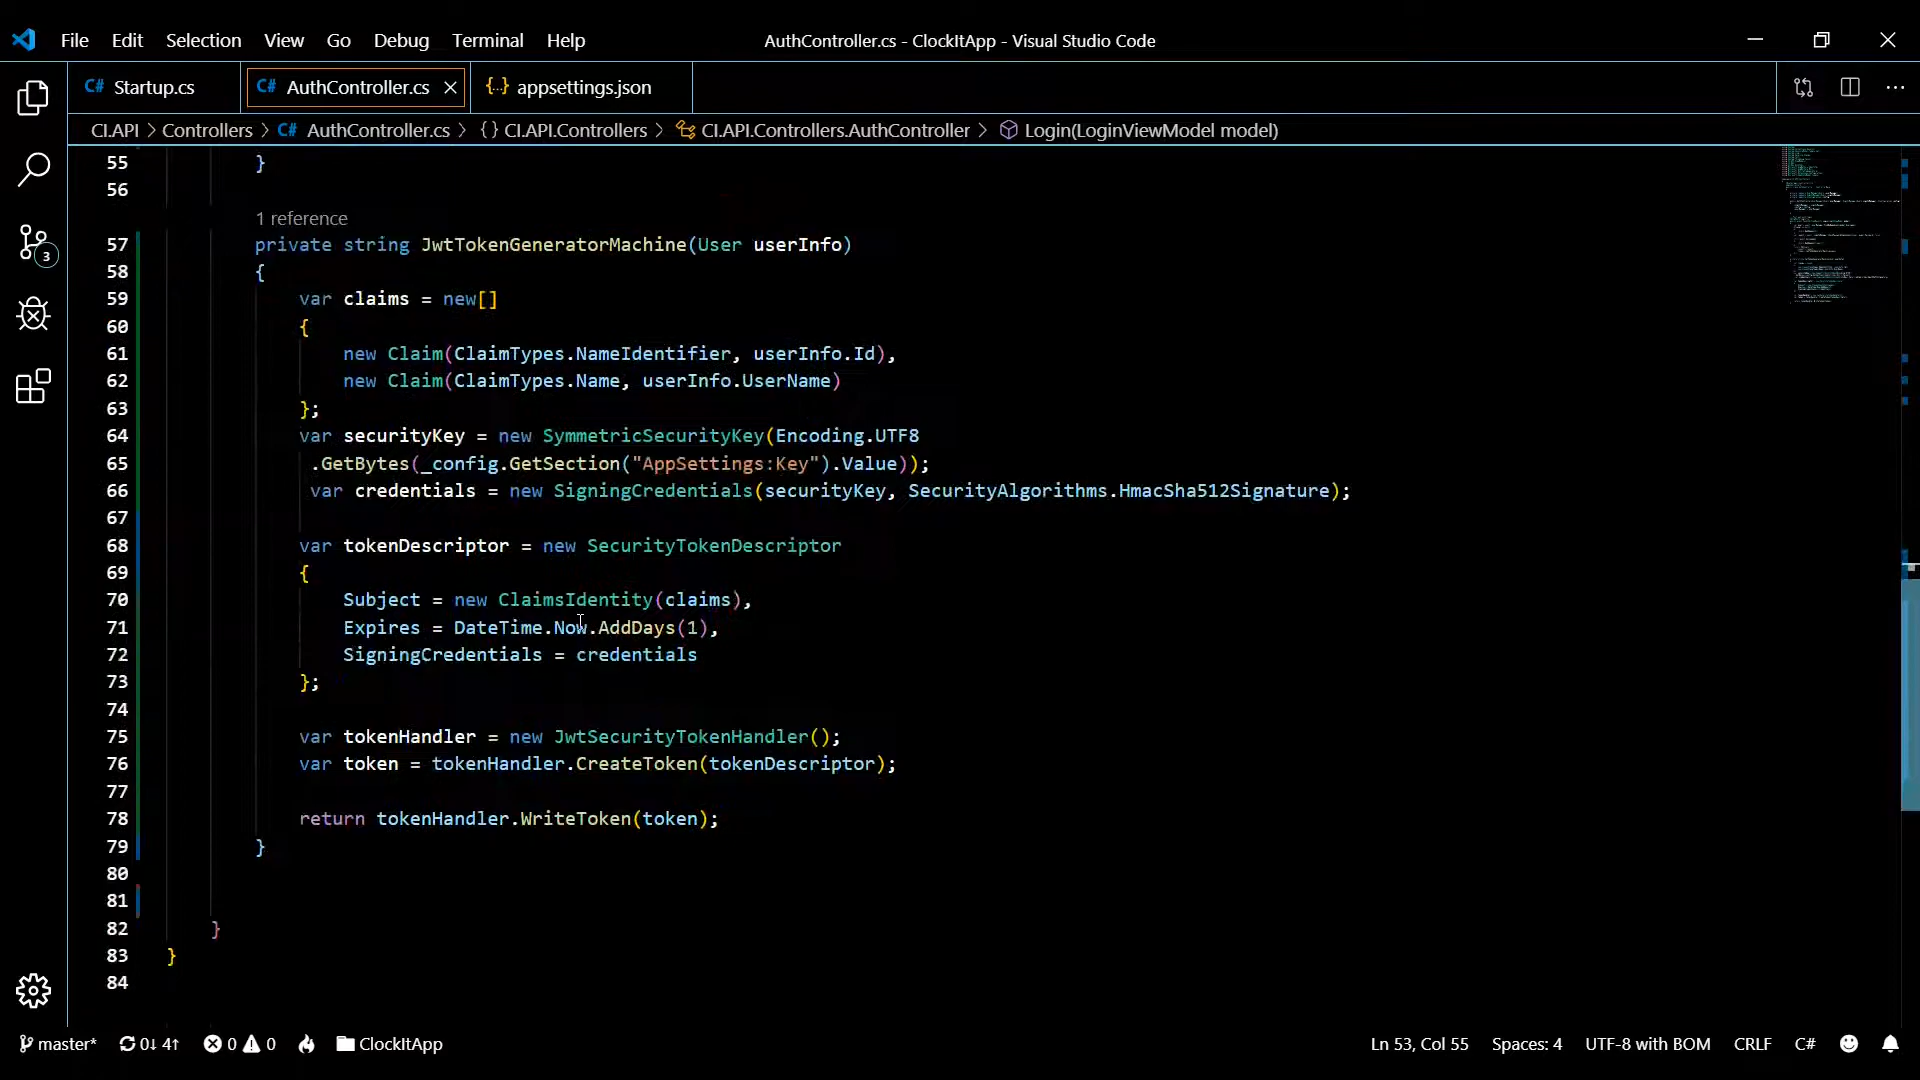 File Edit Selection View Go Debug Terminal Help AuthController.cs - ClockItApp - Visual Studio Code
C# Startup.cs C# AuthController.cs {..} appsettings.json
CI.API > Controllers > C# AuthController.cs > {} CI.API.Controllers > CI.API.Controllers.AuthController > Login(LoginViewModel model)
55 }
56
1 reference
57 private string JwtTokenGeneratorMachine(User userInfo)
58 {
59 var claims = new[]
60 {
61 new Claim(ClaimTypes.NameIdentifier, userInfo.Id),
62 new Claim(ClaimTypes.Name, userInfo.UserName)
63 };
64 var securityKey = new SymmetricSecurityKey(Encoding.UTF8
65 .GetBytes(_config.GetSection("AppSettings:Key").Value));
66 var credentials = new SigningCredentials(securityKey, SecurityAlgorithms.HmacSha512Signature);
67
68 var tokenDescriptor = new SecurityTokenDescriptor
69 {
70 Subject = new ClaimsIdentity(claims),
71 Expires = DateTime.Now.AddDays(1),
72 SigningCredentials = credentials
73 };
74
75 var tokenHandler = new JwtSecurityTokenHandler();
76 var token = tokenHandler.CreateToken(tokenDescriptor);
77
78 return tokenHandler.WriteToken(token);
79 }
80
81
82 }
83 }
84
3
master* 0↓ 4↑ 0 0 ClockItApp Ln 53, Col 55 Spaces: 4 UTF-8 with BOM CRLF C#